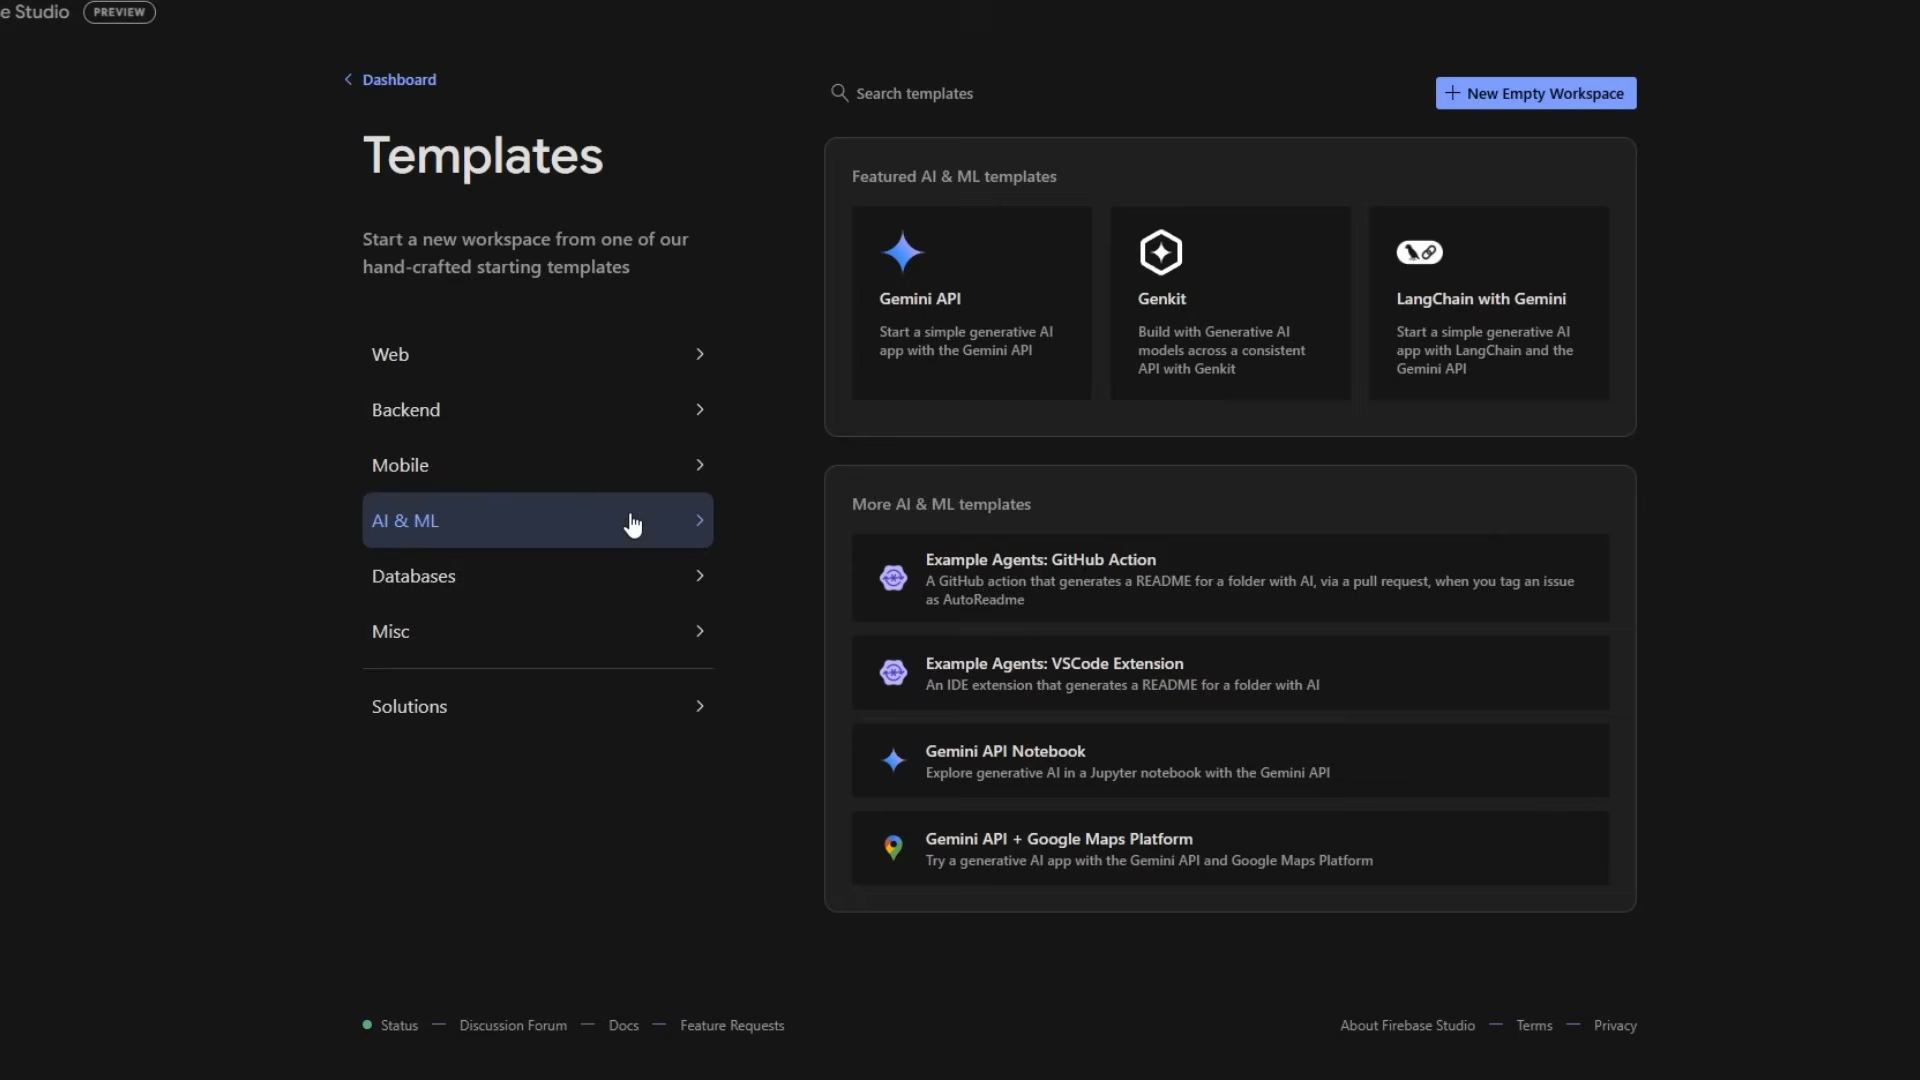 e Studio PREVIEW
Dashboard
Templates
Start a new workspace from one of our
hand-crafted starting templates
Web
Backend
Mobile
AI & ML
Databases
Misc
Solutions
Search templates
+ New Empty Workspace
Featured AI & ML templates
Gemini API
Start a simple generative AI
app with the Gemini API
Genkit
Build with Generative AI
models across a consistent
API with Genkit
LangChain with Gemini
Start a simple generative AI
app with LangChain and the
Gemini API
More AI & ML templates
Example Agents: GitHub Action
A GitHub action that generates a README for a folder with AI, via a pull request, when you tag an issue
as AutoReadme
Example Agents: VSCode Extension
An IDE extension that generates a README for a folder with AI
Gemini API Notebook
Explore generative AI in a Jupyter notebook with the Gemini API
Gemini API + Google Maps Platform
Try a generative AI app with the Gemini API and Google Maps Platform
Status — Discussion Forum — Docs — Feature Requests
About Firebase Studio — Terms — Privacy